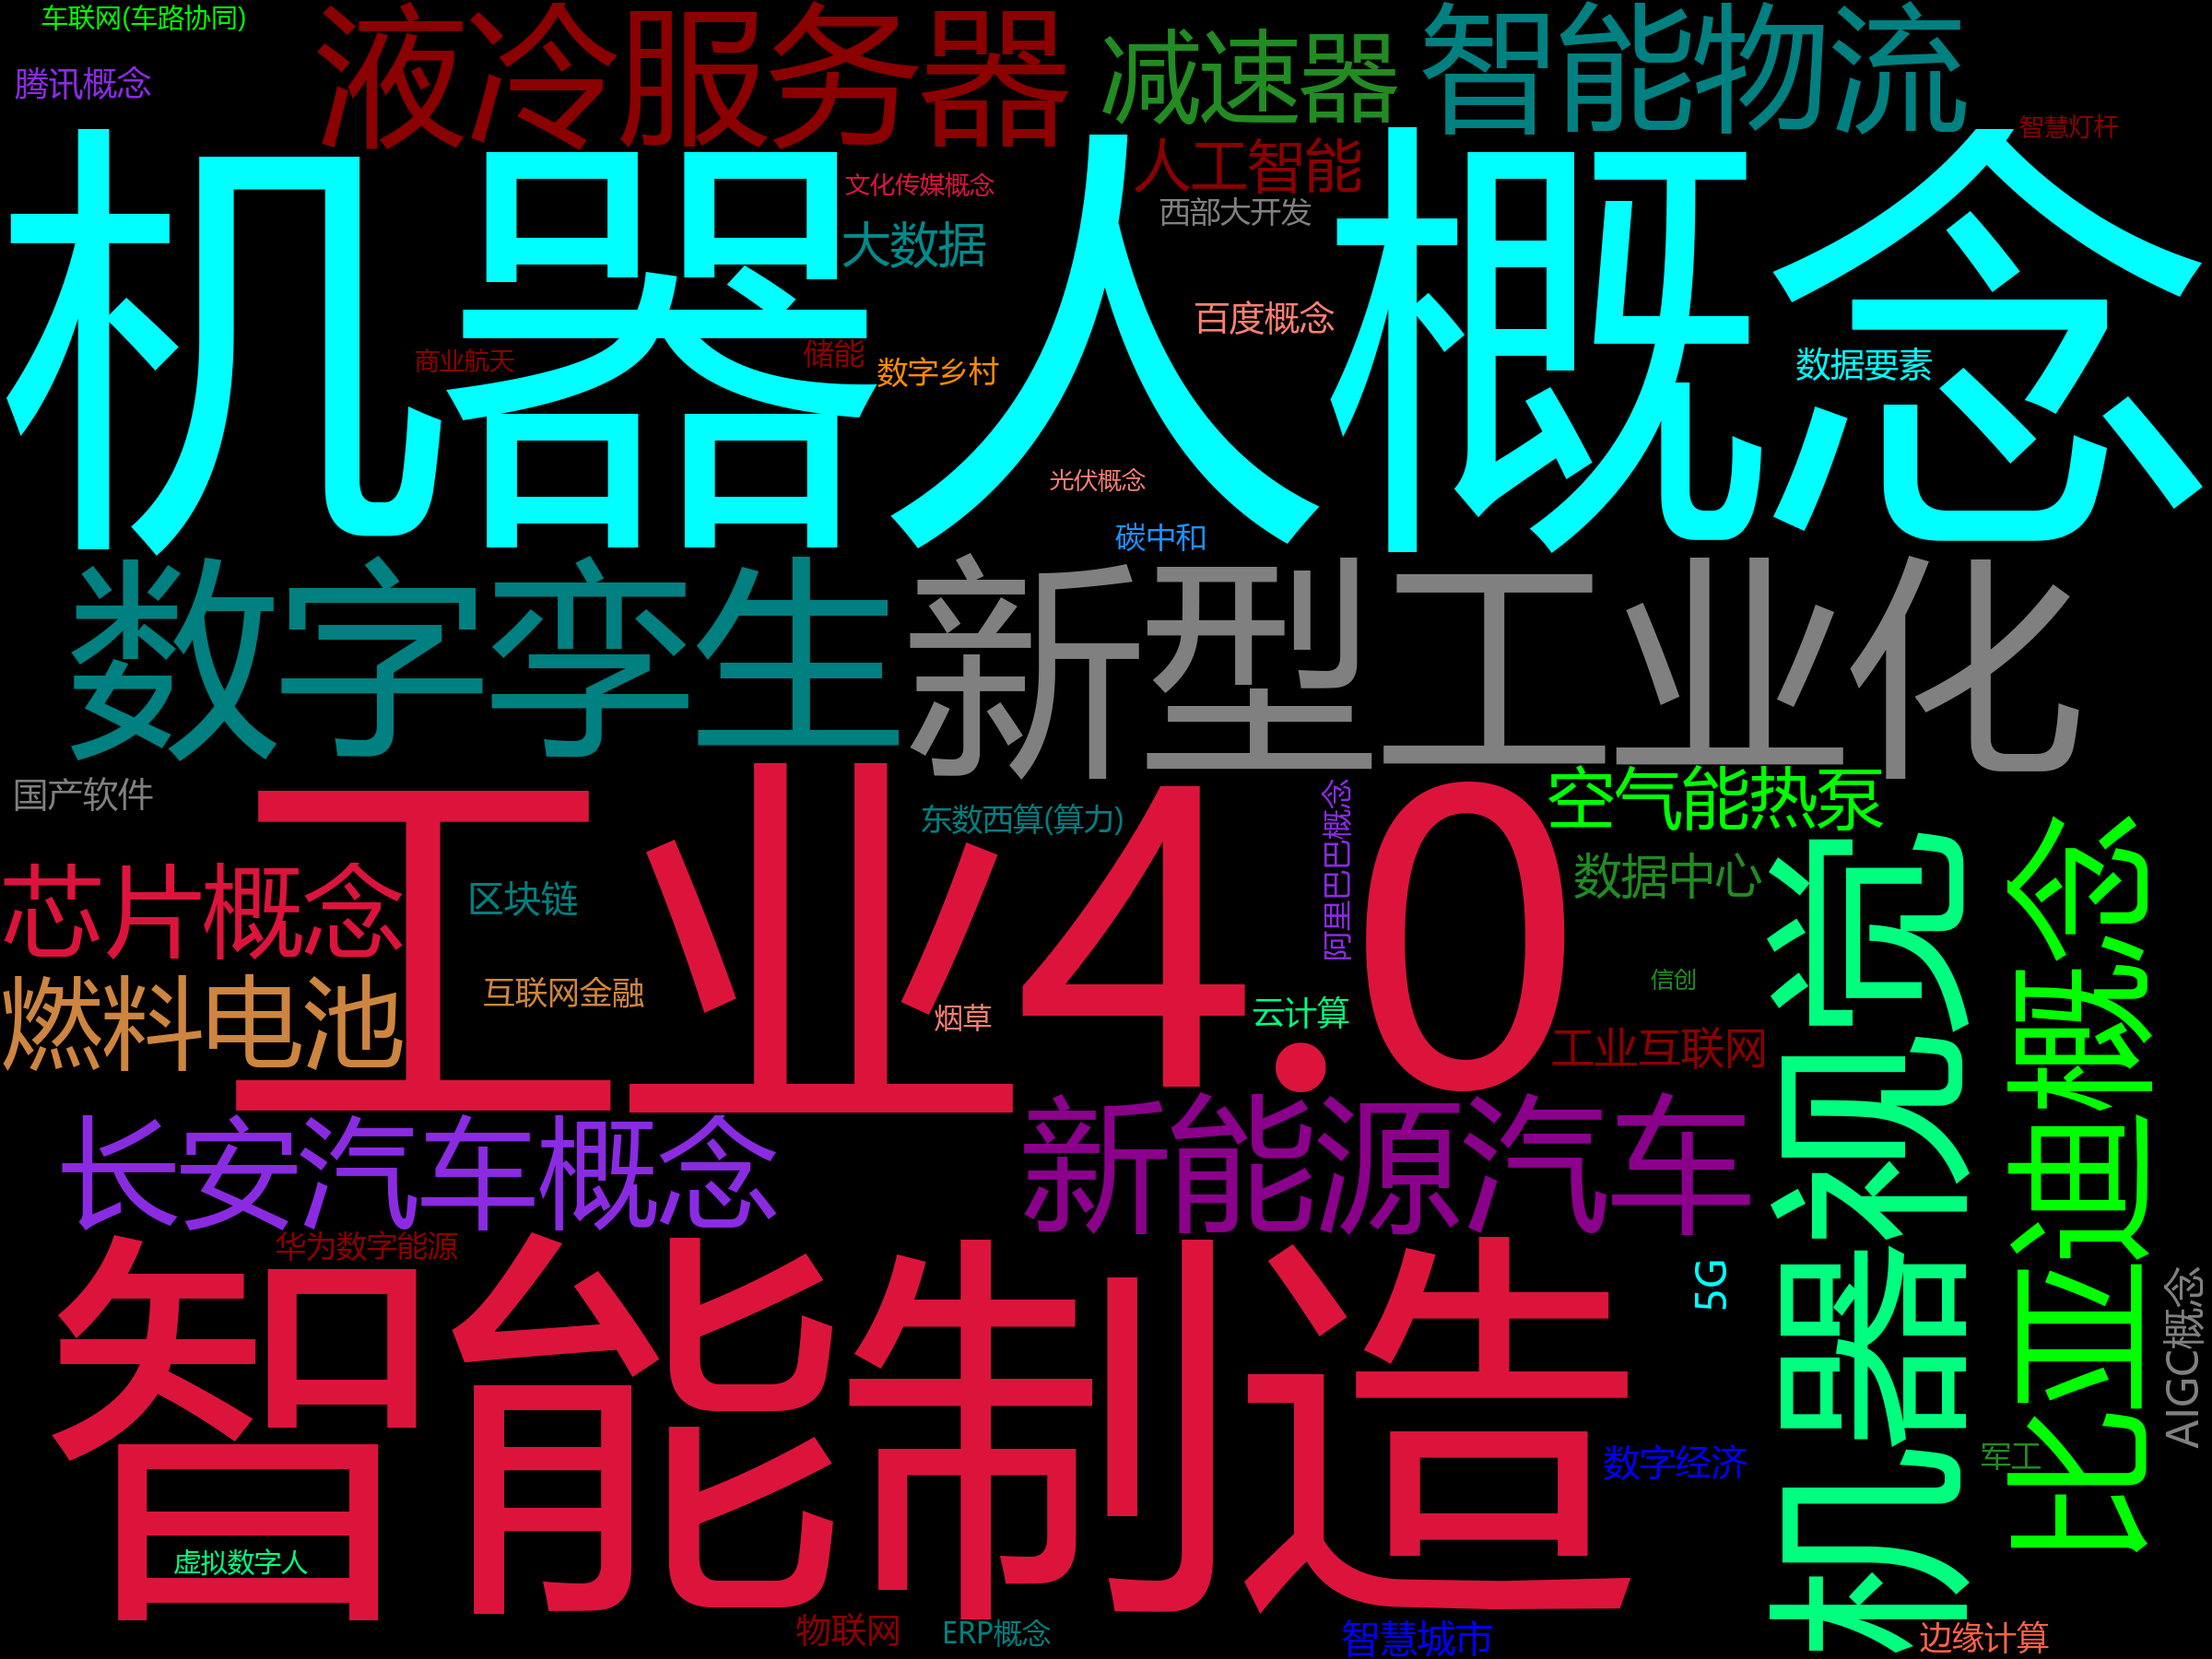 车联网(车路协同)
液冷服务器
减速器
智能物流
腾讯概念
智慧灯杆
人工智能
文化传媒概念
西部大开发
大数据
机器人概念
百度概念
商业航天
储能
数字乡村
数据要素
光伏概念
碳中和
数字孪生
新型工业化
国产软件
东数西算(算力)
阿里巴巴概念
空气能热泵
工业4.0
芯片概念
区块链
数据中心
机器视觉
比亚迪概念
燃料电池
互联网金融
烟草
云计算
信创
工业互联网
长安汽车概念
新能源汽车
华为数字能源
5G
AIGC概念
智能制造
数字经济
军工
虚拟数字人
物联网
ERP概念
智慧城市
边缘计算